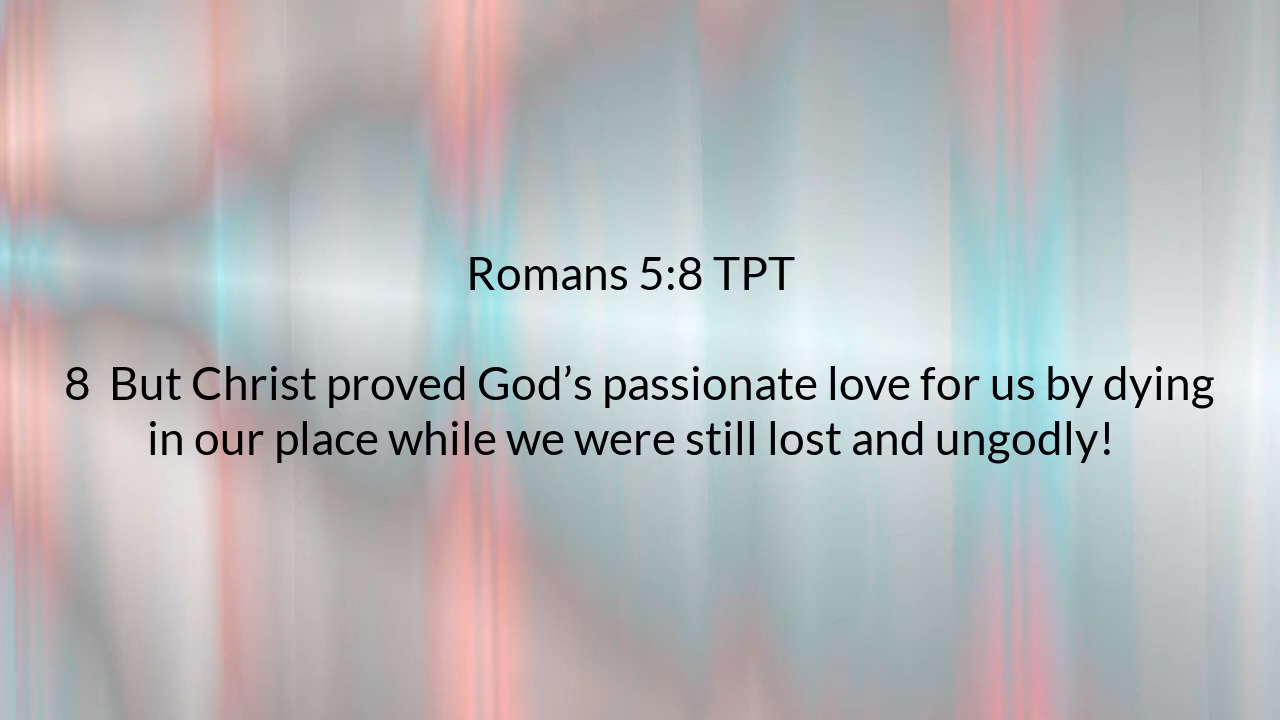 Romans 5:8 TPT
8  But Christ proved God’s passionate love for us by dying
in our place while we were still lost and ungodly!